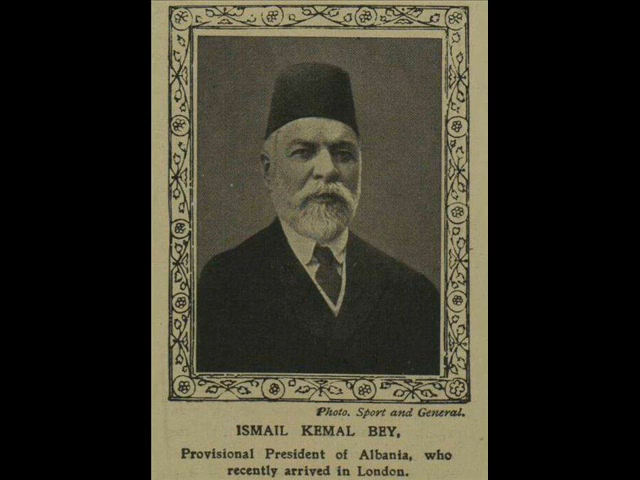 Photo. Sport and General.
ISMAIL KEMAL BEY,
Provisional President of Albania, who
recently arrived in London.